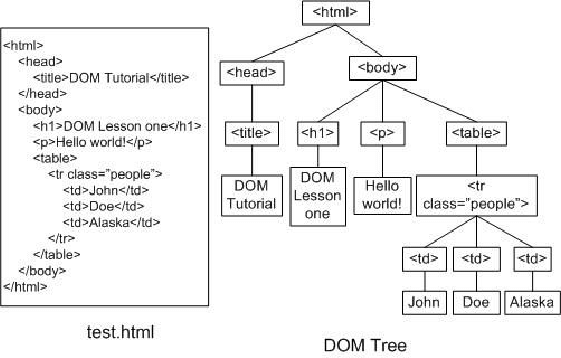 <html>
<head>
<title>DOM Tutorial</title>
</head>
<body>
<h1>DOM Lesson one</h1>
<p>Hello world!</p>
<table>
<tr class="people">
<td>John</td>
<td>Doe</td>
<td>Alaska</td>
</tr>
</table>
</body>
</html>
test.html
<html>
<head>
<body>
<title>
<h1>
<p>
<table>
DOM
Tutorial
DOM
Lesson
one
Hello
world!
<tr
class="people">
<td>
<td>
<td>
John
Doe
Alaska
DOM Tree